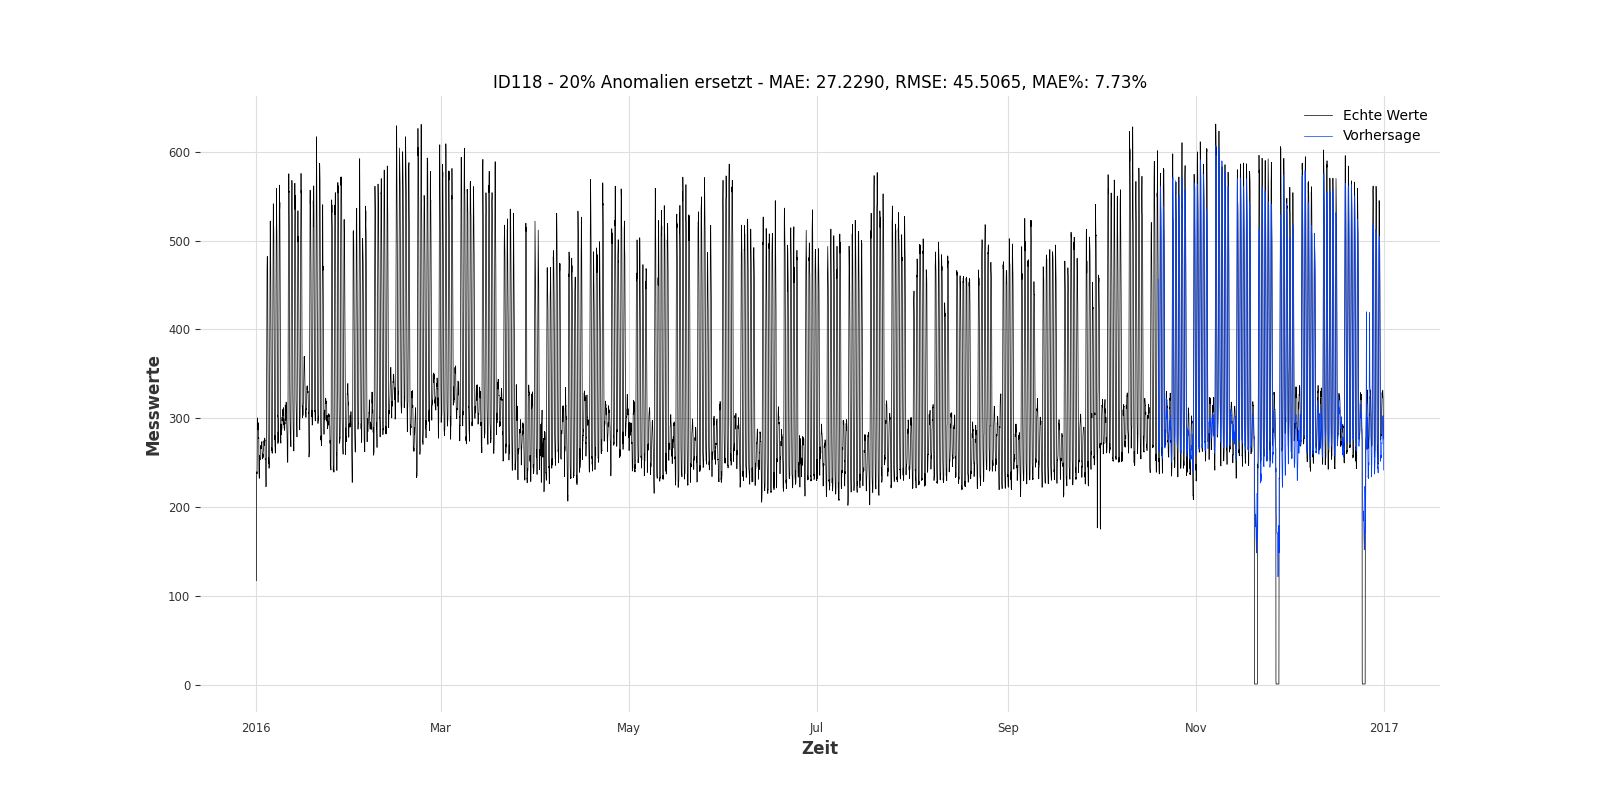 ID118 - 20% Anomalien ersetzt - MAE: 27.2290, RMSE: 45.5065, MAE%: 7.73%
Echte Werte
Vorhersage
600
500
400
300
200
100
0
Messwerte
2016
Mar
May
Jul
Sep
Nov
2017
Zeit